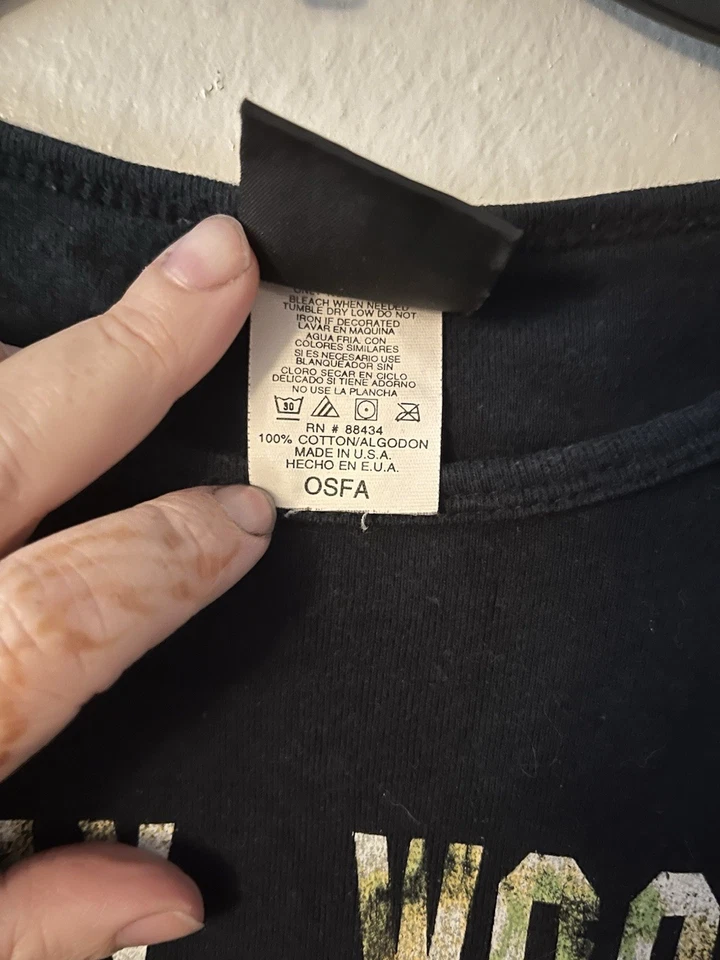 BLEACH WHEN NEEDED
TUMBLE DRY LOW DO NOT
IRON IF DECORATED
LAVAR EN MAQUINA
AGUA FRIA. CON
COLORES SIMILARES
SI ES NECESARIO USE
BLANQUEADOR SIN
CLORO SECAR EN CICLO
DELICADO SI TIENE ADORNO
NO USE LA PLANCHA
30
RN # 88434
100% COTTON/ALGODON
MADE IN U.S.A.
HECHO EN E.U.A.
OSFA